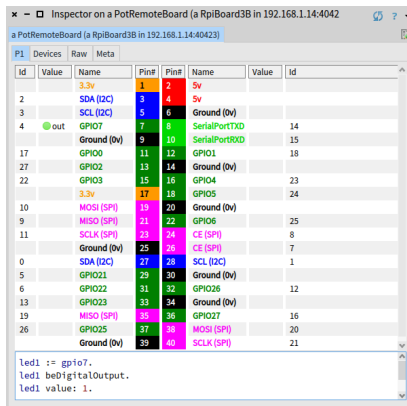 Inspector on a PotRemoteBoard (a RpiBoard3B in 192.168.1.14:4042
a PotRemoteBoard (a RpiBoard3B in 192.168.1.14:40423)
P1 Devices Raw Meta
Id Value Name Pin# Pin# Name Value Id
3.3v 1 2 5v
2 SDA (I2C) 3 4 5v
3 SCL (I2C) 5 6 Ground (0v)
4 out GPIO7 7 8 SerialPortTXD 14
Ground (0v) 9 10 SerialPortRXD 15
17 GPIO0 11 12 GPIO1 18
27 GPIO2 13 14 Ground (0v)
22 GPIO3 15 16 GPIO4 23
3.3v 17 18 GPIO5 24
10 MOSI (SPI) 19 20 Ground (0v)
9 MISO (SPI) 21 22 GPIO6 25
11 SCLK (SPI) 23 24 CE (SPI) 8
Ground (0v) 25 26 CE (SPI) 7
0 SDA (I2C) 27 28 SCL (I2C) 1
5 GPIO21 29 30 Ground (0v)
6 GPIO22 31 32 GPIO26 12
13 GPIO23 33 34 Ground (0v)
19 MISO (SPI) 35 36 GPIO27 16
26 GPIO25 37 38 MOSI (SPI) 20
Ground (0v) 39 40 SCLK (SPI) 21
led1 := gpio7.
led1 beDigitalOutput.
led1 value: 1.